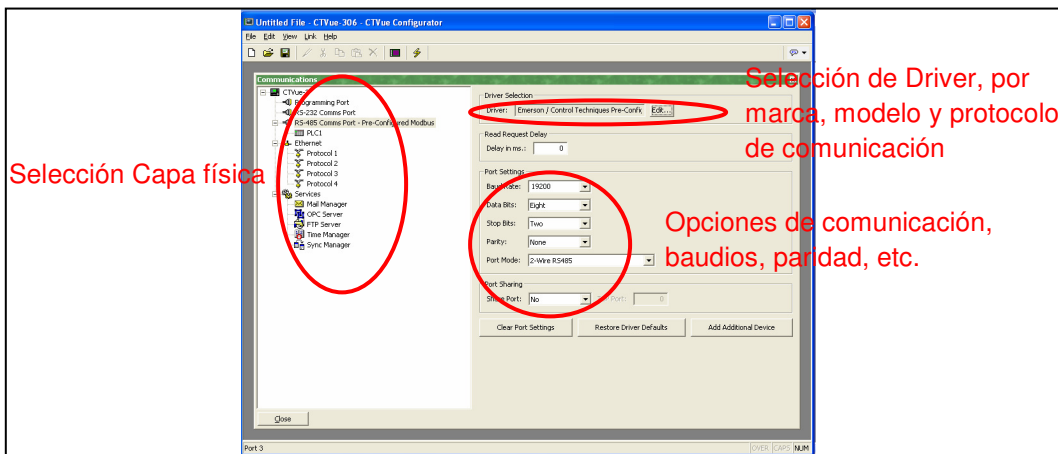 Untitled File - CTVue-306 - CTVue Configurator
File Edit View Link Help
Communications
CTVue-3
Programming Port
RS-232 Comms Port
RS-485 Comms Port - Pre-Configured Modbus
PLC1
Ethernet
Protocol 1
Protocol 2
Protocol 3
Protocol 4
Services
Mail Manager
OPC Server
FTP Server
Time Manager
Sync Manager
Selección Capa física
Driver Selection
Driver: Emerson / Control Techniques Pre-Config Edit...
Read Request Delay
Delay in ms.: 0
Port Settings
Baud Rate: 19200
Data Bits: Eight
Stop Bits: Two
Parity: None
Port Mode: 2-Wire RS485
Port Sharing
Share Port: No Port: 0
Clear Port Settings Restore Driver Defaults Add Additional Device
Selección de Driver, por
marca, modelo y protocolo
de comunicación
Opciones de comunicación,
baudios, paridad, etc.
Close
Port 3
OVER CAPS NUM